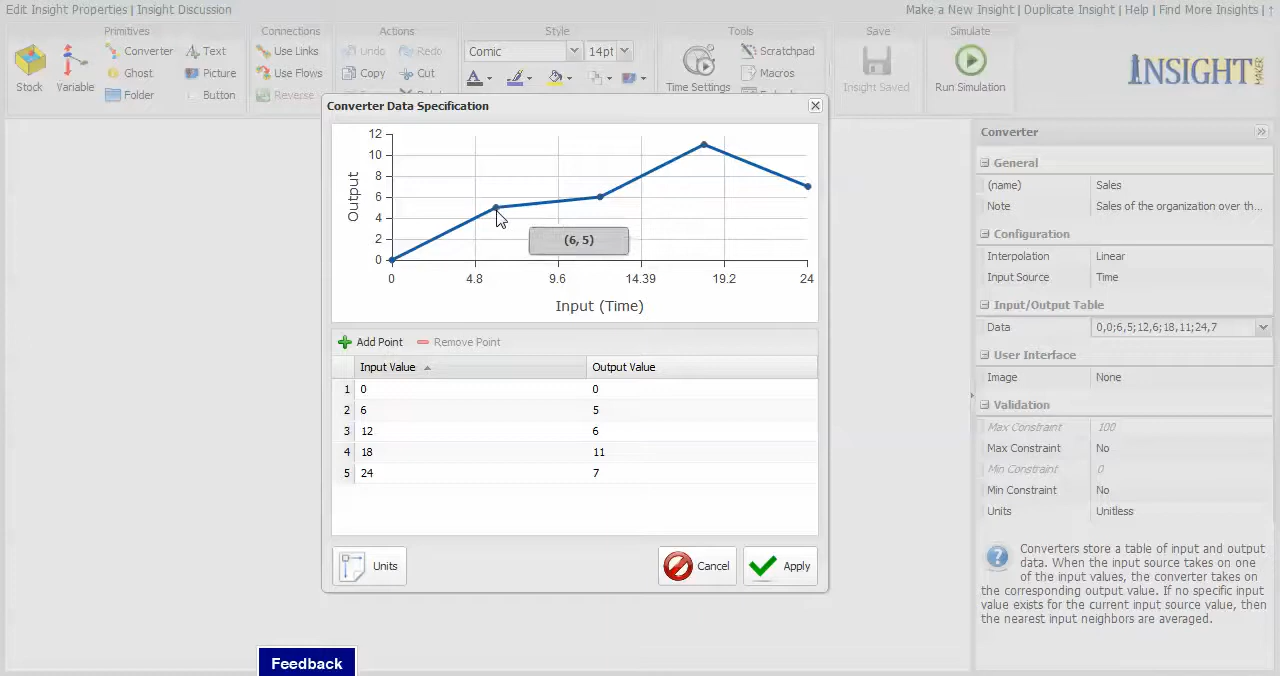 Edit Insight Properties | Insight Discussion
Make a New Insight | Duplicate Insight | Help | Find More Insights | ↑
Primitives
Connections
Actions
Style
Tools
Save
Simulate
Stock
Variable
Converter
Ghost
Folder
Text
Picture
Button
Use Links
Use Flows
Reverse
Undo
Redo
Copy
Cut
Comic
14pt
A
Time Settings
Scratchpad
Macros
Insight Saved
Run Simulation
INSIGHT MAKER
Converter Data Specification
12
10
8
6
4
2
0
Output
(6, 5)
0 4.8 9.6 14.39 19.2 24
Input (Time)
Add Point Remove Point
Input Value Output Value
1 0 0
2 6 5
3 12 6
4 18 11
5 24 7
Units
Cancel
Apply
Converter
General
(name) Sales
Note Sales of the organization over th...
Configuration
Interpolation Linear
Input Source Time
Input/Output Table
Data 0,0;6,5;12,6;18,11;24,7
User Interface
Image None
Validation
Max Constraint 100
Max Constraint No
Min Constraint 0
Min Constraint No
Units Unitless
Converters store a table of input and output
data. When the input source takes on one
of the input values, the converter takes on
the corresponding output value. If no specific input
value exists for the current input source value, then
the nearest input neighbors are averaged.
Feedback